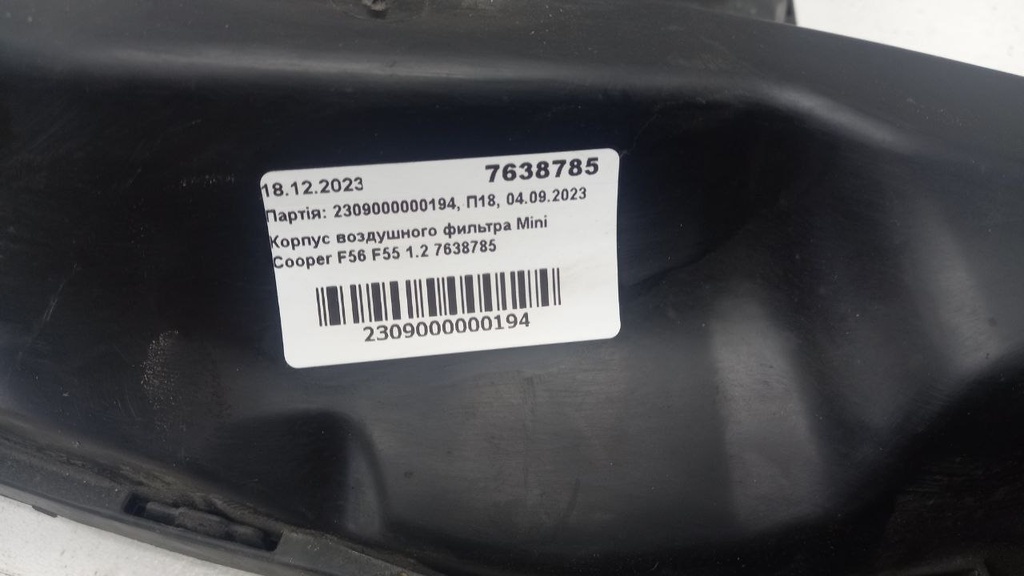 18.12.2023 7638785
Партія: 2309000000194, П18, 04.09.2023
Корпус воздушного фильтра Mini
Cooper F56 F55 1.2 7638785
2309000000194